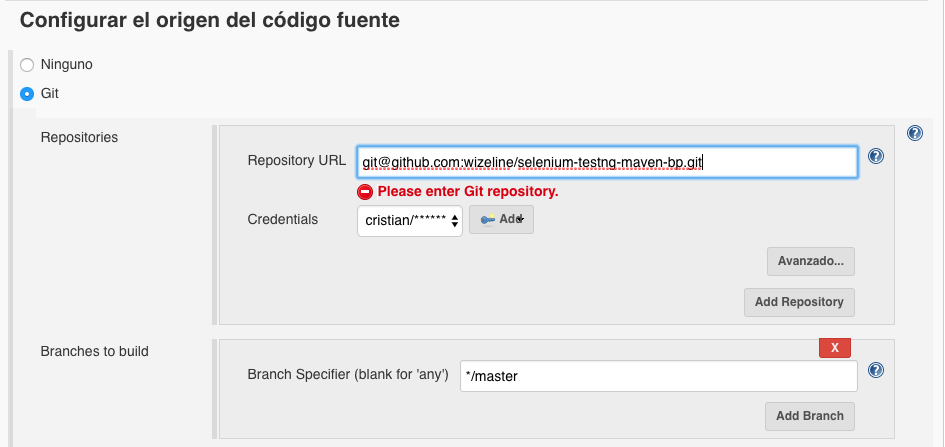 Configurar el origen del código fuente
Ninguno
Git
Repositories
Repository URL
git@github.com:wizeline/selenium-testng-maven-bp.git
Please enter Git repository.
Credentials
cristian/******
Add
Avanzado...
Add Repository
Branches to build
X
Branch Specifier (blank for 'any')
*/master
Add Branch